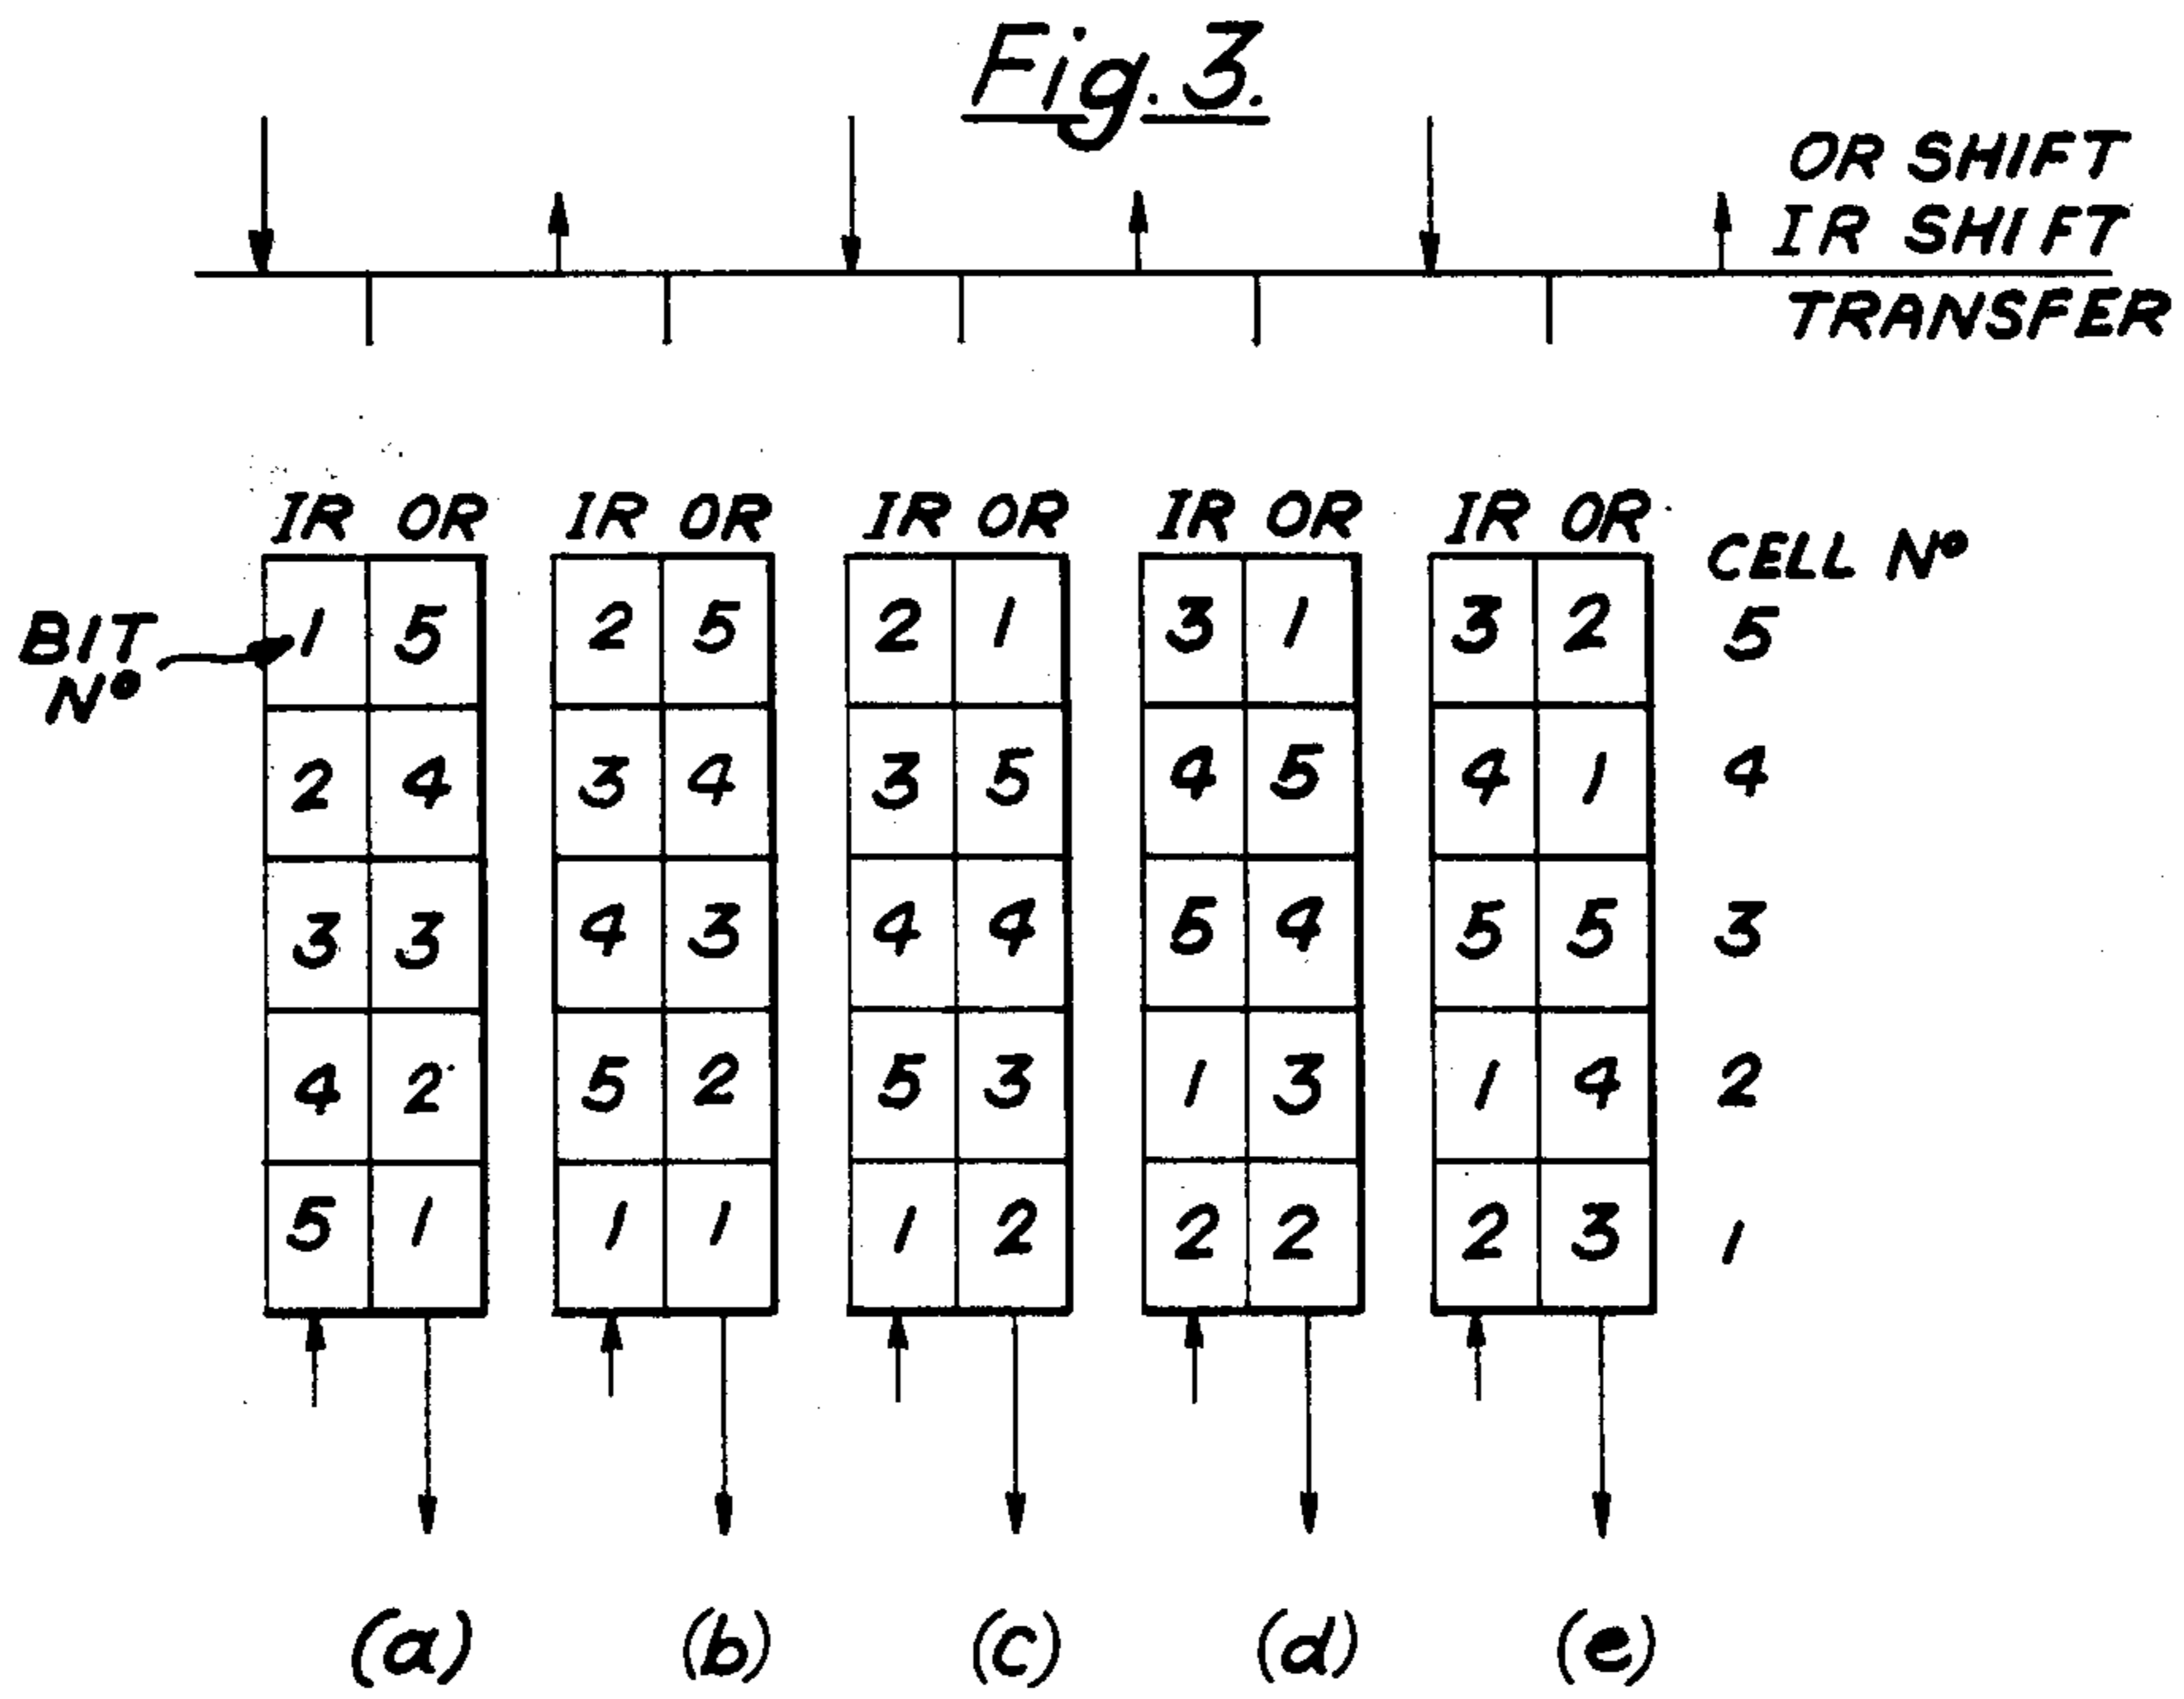 Fig. 3.
OR SHIFT
IR SHIFT
TRANSFER
IR OR IR OR IR OR IR OR IR OR CELL Nº
BIT Nº 1 5 2 5 2 1 3 1 3 2 5
2 4 3 4 3 5 4 5 4 1 4
3 3 4 3 4 4 5 4 5 5 3
4 2 5 2 5 3 1 3 1 4 2
5 1 1 1 1 2 2 2 2 3 1
(a) (b) (c) (d) (e)